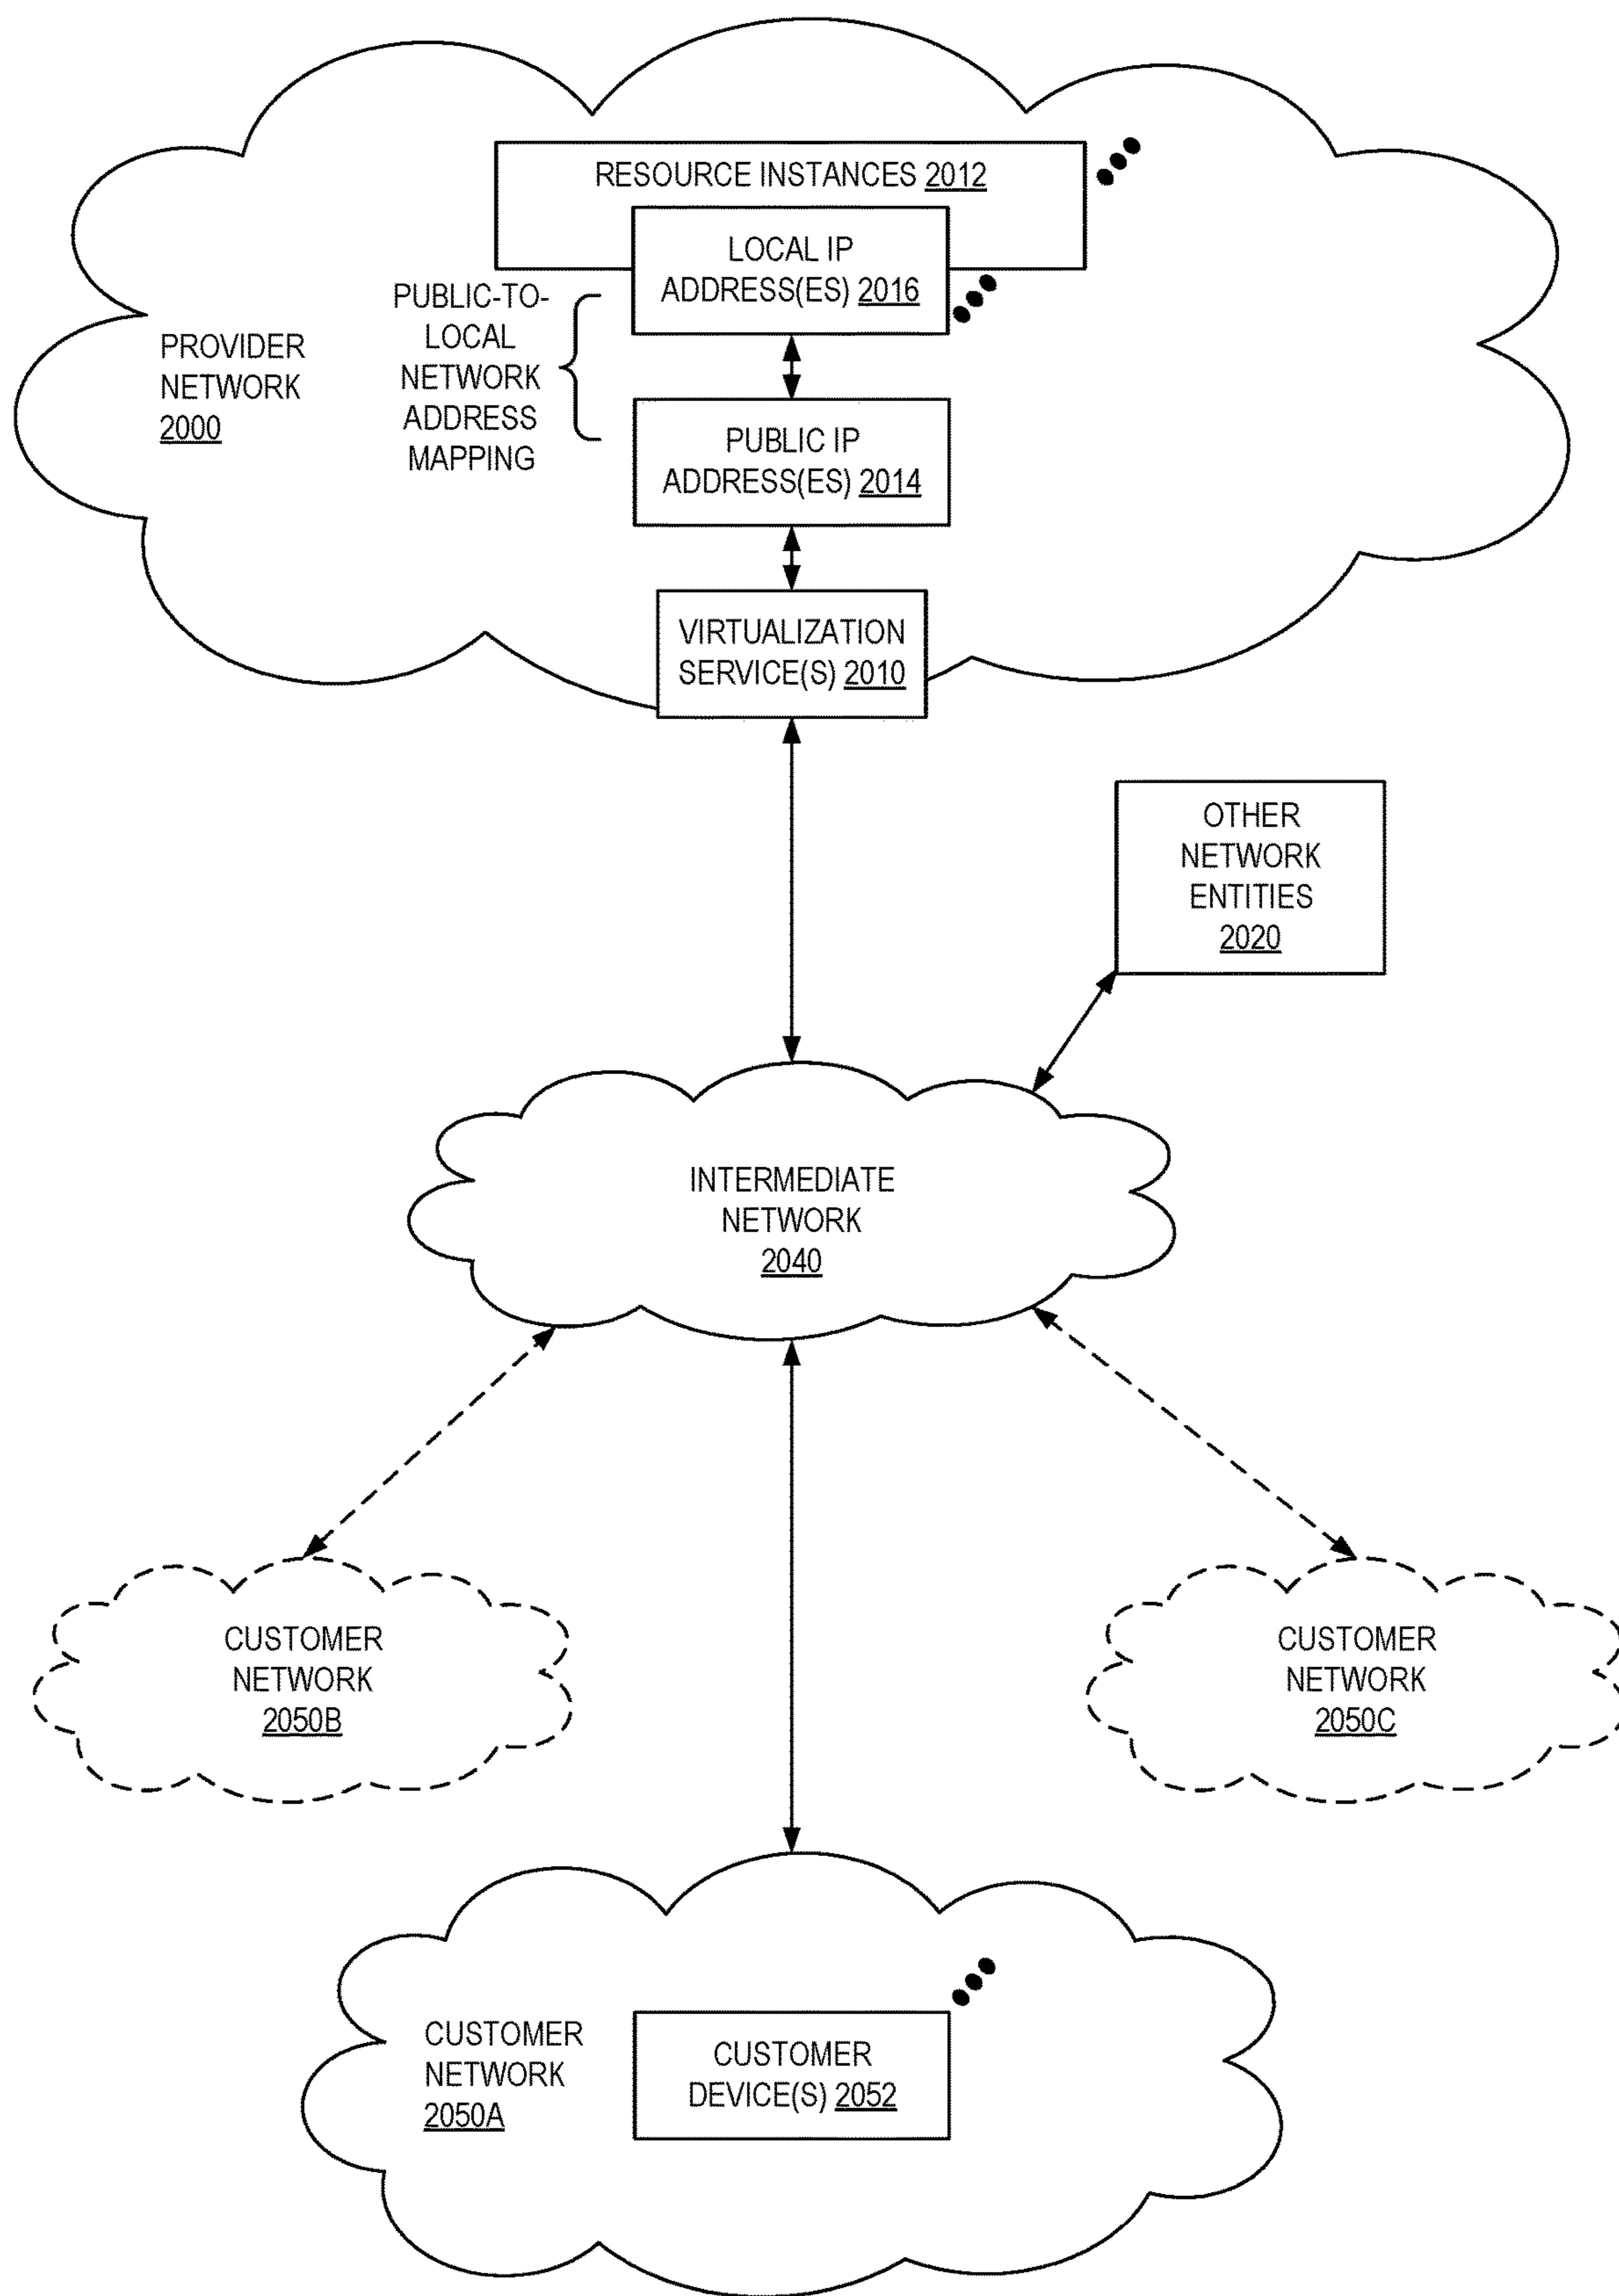 RESOURCE INSTANCES 2012
LOCAL IP
ADDRESS(ES) 2016
PUBLIC-TO-
LOCAL
NETWORK
ADDRESS
MAPPING
PROVIDER
NETWORK
2000
PUBLIC IP
ADDRESS(ES) 2014
VIRTUALIZATION
SERVICE(S) 2010
OTHER
NETWORK
ENTITIES
2020
INTERMEDIATE
NETWORK
2040
CUSTOMER
NETWORK
2050B
CUSTOMER
NETWORK
2050C
CUSTOMER
NETWORK
2050A
CUSTOMER
DEVICE(S) 2052